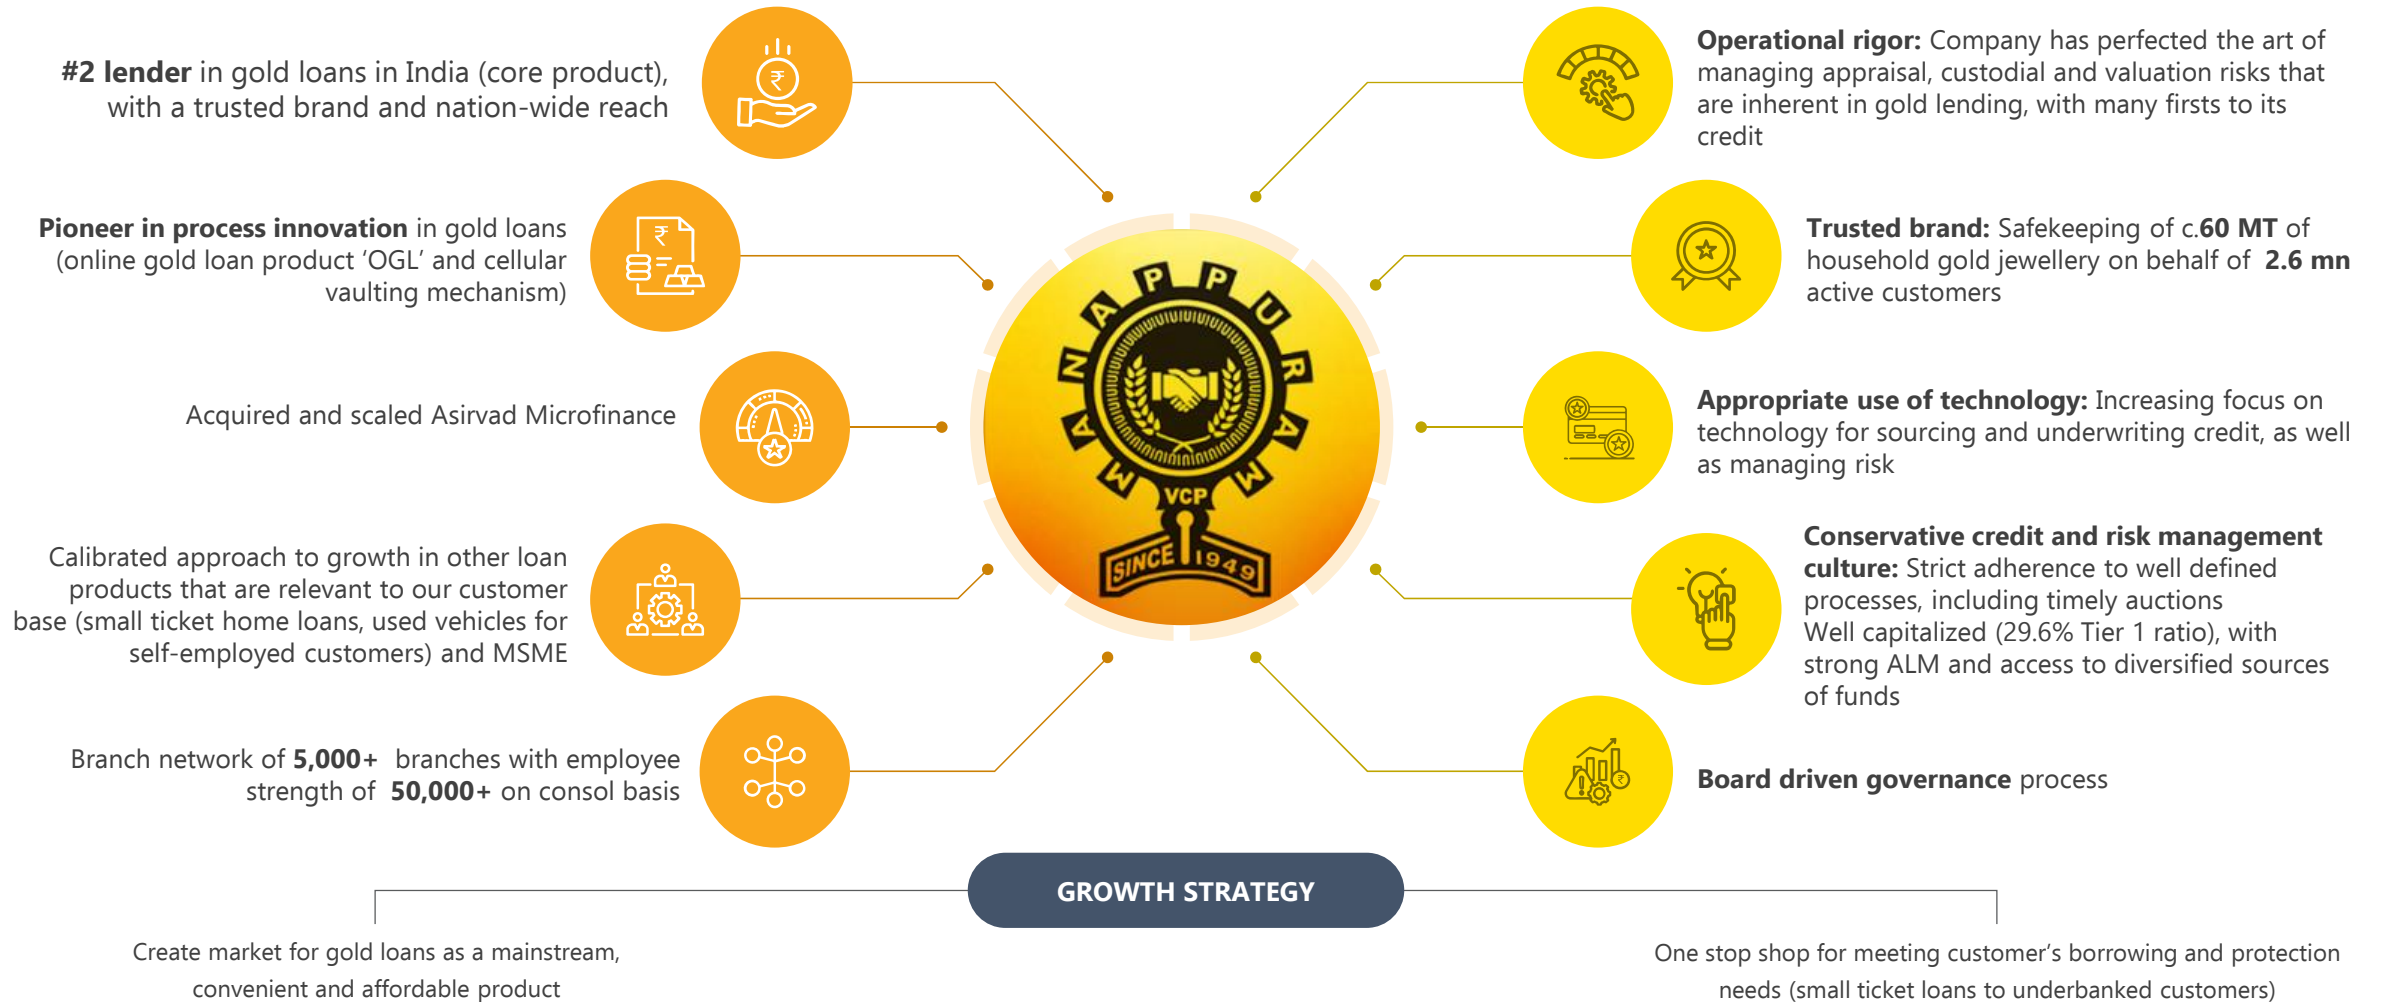 #2 lender in gold loans in India (core product),
with a trusted brand and nation-wide reach
Pioneer in process innovation in gold loans
(online gold loan product ‘OGL’ and cellular
vaulting mechanism)
Acquired and scaled Asirvad Microfinance
Calibrated approach to growth in other loan
products that are relevant to our customer
base (small ticket home loans, used vehicles for
self-employed customers) and MSME
Branch network of 5,000+ branches with employee
strength of 50,000+ on consol basis
MANAPPURAM
VCP
SINCE 1949
Operational rigor: Company has perfected the art of
managing appraisal, custodial and valuation risks that
are inherent in gold lending, with many firsts to its
credit
Trusted brand: Safekeeping of c.60 MT of
household gold jewellery on behalf of 2.6 mn
active customers
Appropriate use of technology: Increasing focus on
technology for sourcing and underwriting credit, as well
as managing risk
Conservative credit and risk management
culture: Strict adherence to well defined
processes, including timely auctions
Well capitalized (29.6% Tier 1 ratio), with
strong ALM and access to diversified sources
of funds
Board driven governance process
GROWTH STRATEGY
Create market for gold loans as a mainstream,
convenient and affordable product
One stop shop for meeting customer’s borrowing and protection
needs (small ticket loans to underbanked customers)